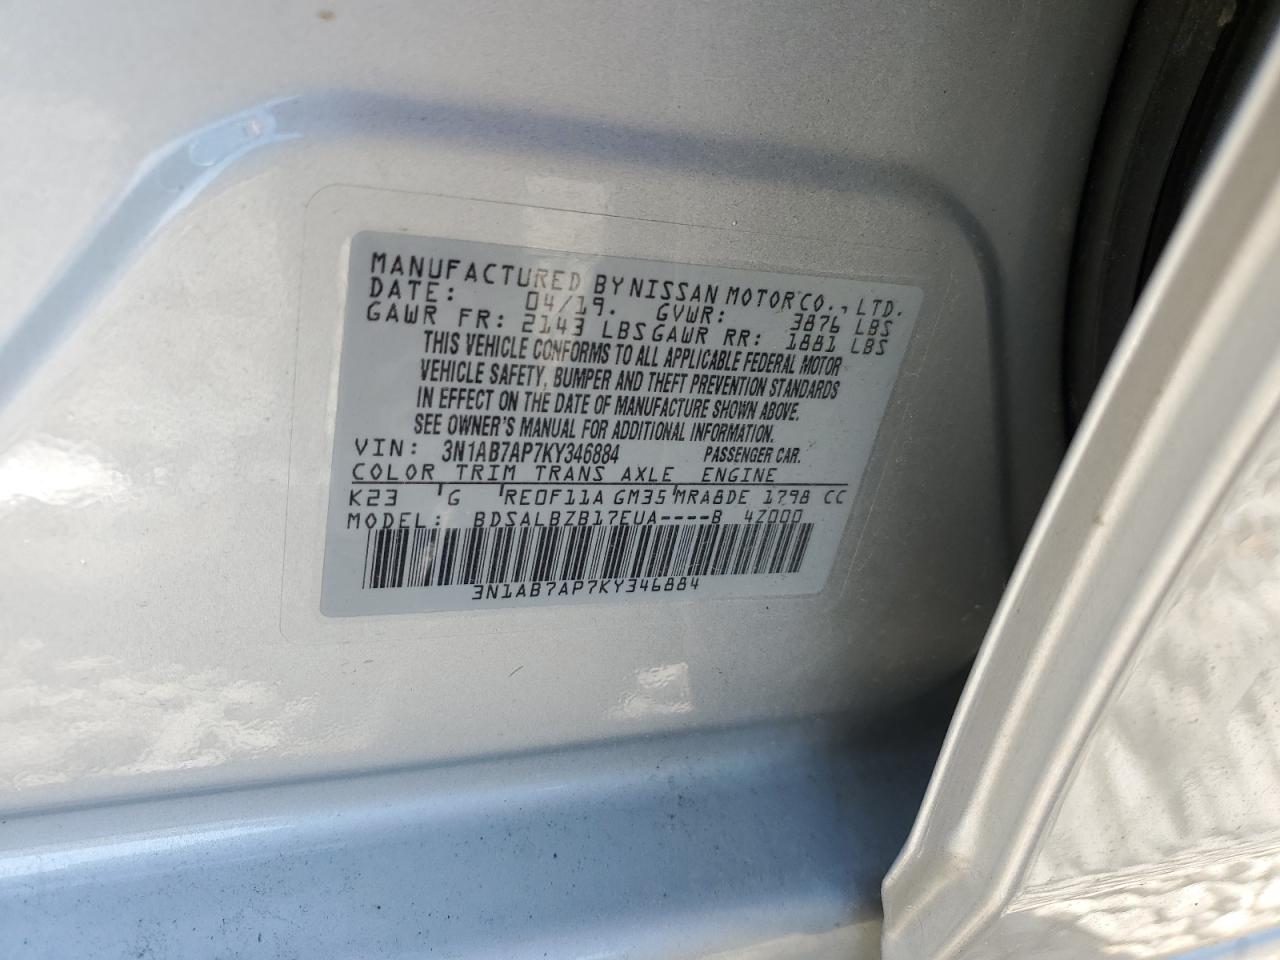 MANUFACTURED BY NISSAN MOTOR CO., LTD.
DATE: 04/19. GVWR: 3876 LBS
GAWR FR: 2143 LBS GAWR RR: 1881 LBS
THIS VEHICLE CONFORMS TO ALL APPLICABLE FEDERAL MOTOR
VEHICLE SAFETY, BUMPER AND THEFT PREVENTION STANDARDS
IN EFFECT ON THE DATE OF MANUFACTURE SHOWN ABOVE.
SEE OWNER'S MANUAL FOR ADDITIONAL INFORMATION.
VIN: 3N1AB7AP7KY346884 PASSENGER CAR.
COLOR TRIM TRANS AXLE ENGINE
K23 G RE0F11A GM35 MRA8DE 1798 CC
MODEL: BDSALBZB17EUA----B 4Z000
3N1AB7AP7KY346884